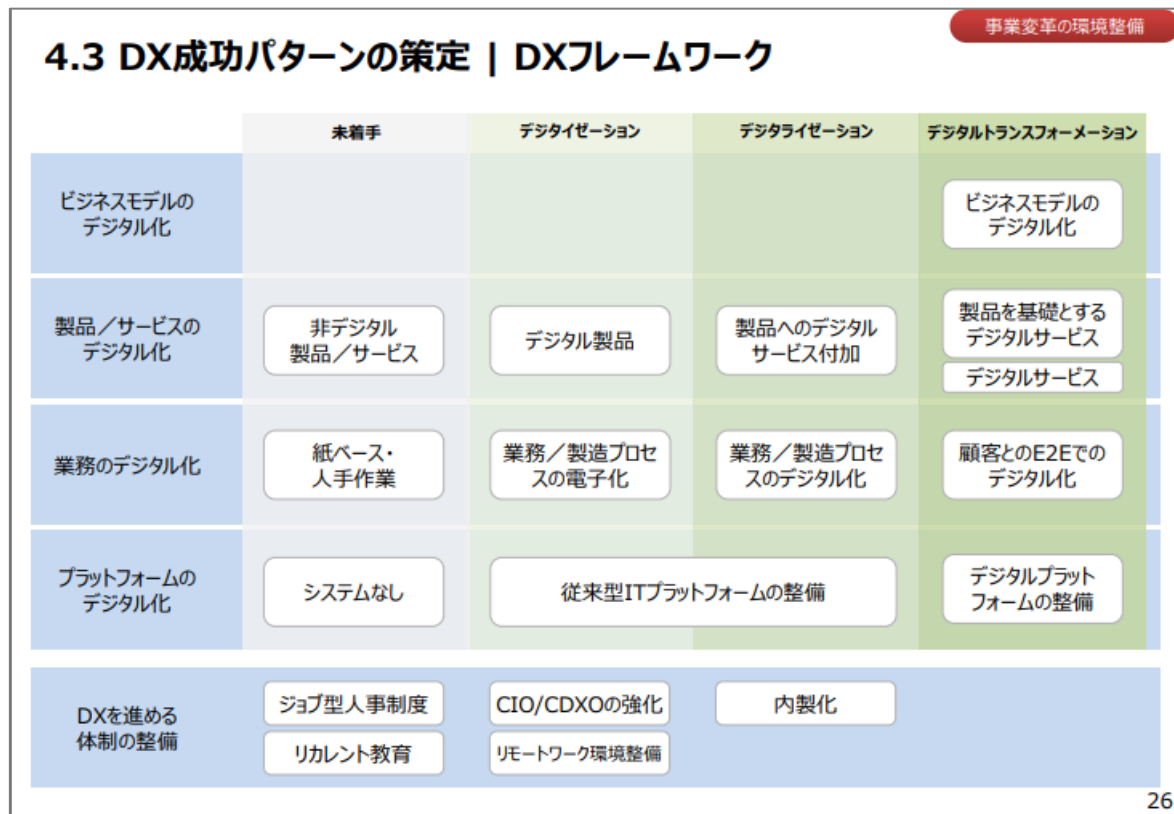 事業変革の環境整備
4.3 DX成功パターンの策定 | DXフレームワーク
未着手
デジタイゼーション
デジタライゼーション
デジタルトランスフォーメーション
ビジネスモデルの
デジタル化
ビジネスモデルの
デジタル化
製品／サービスの
デジタル化
非デジタル
製品／サービス
デジタル製品
製品へのデジタル
サービス付加
製品を基礎とする
デジタルサービス
デジタルサービス
業務のデジタル化
紙ベース・
人手作業
業務／製造プロセ
スの電子化
業務／製造プロセ
スのデジタル化
顧客とのE2Eでの
デジタル化
プラットフォームの
デジタル化
システムなし
従来型ITプラットフォームの整備
デジタルプラット
フォームの整備
DXを進める
体制の整備
ジョブ型人事制度
CIO/CDXOの強化
内製化
リカレント教育
リモートワーク環境整備
26